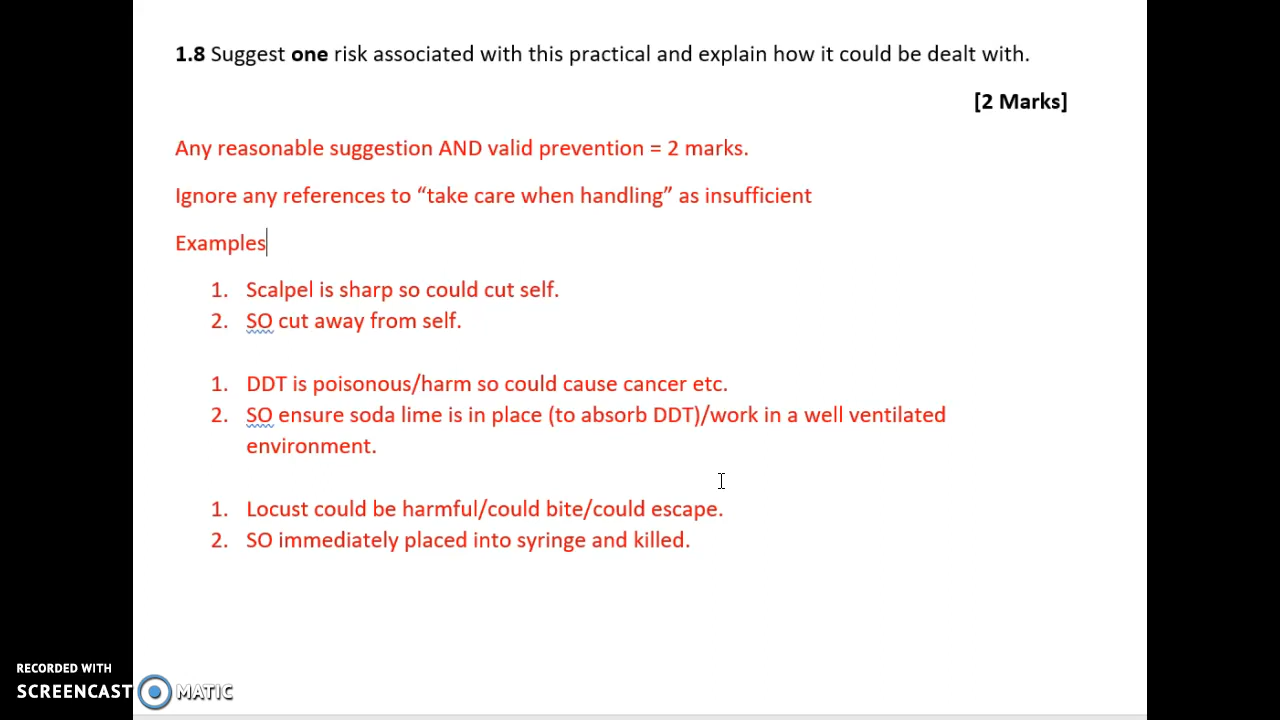 1.8 Suggest one risk associated with this practical and explain how it could be dealt with.
[2 Marks]
Any reasonable suggestion AND valid prevention = 2 marks.
Ignore any references to “take care when handling” as insufficient
Examples
1. Scalpel is sharp so could cut self.
2. SO cut away from self.
1. DDT is poisonous/harm so could cause cancer etc.
2. SO ensure soda lime is in place (to absorb DDT)/work in a well ventilated
environment.
1. Locust could be harmful/could bite/could escape.
2. SO immediately placed into syringe and killed.
RECORDED WITH
SCREENCAST MATIC